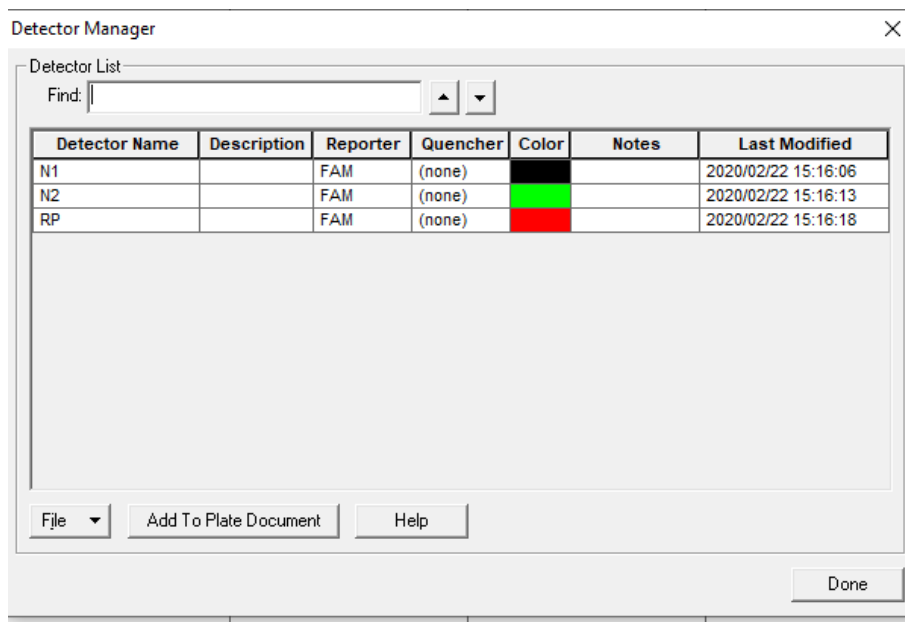 Detector Manager
Detector List
Find:
Detector Name Description Reporter Quencher Color Notes Last Modified
N1 FAM (none) 2020/02/22 15:16:06
N2 FAM (none) 2020/02/22 15:16:13
RP FAM (none) 2020/02/22 15:16:18
File Add To Plate Document Help
Done